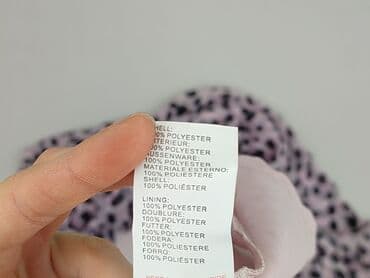 SHELL:
100% POLYESTER
EXTERIEUR:
100% POLYESTER
AUSSENWARE:
100% POLYESTER
MATERIALE ESTERNO:
100% POLIESTERE
SHELL:
100% POLIÉSTER
LINING:
100% POLYESTER
DOUBLURE:
100% POLYESTER
FUTTER:
100% POLYESTER
FODERA:
100% POLIESTERE
FORRO:
100% POLIÉSTER